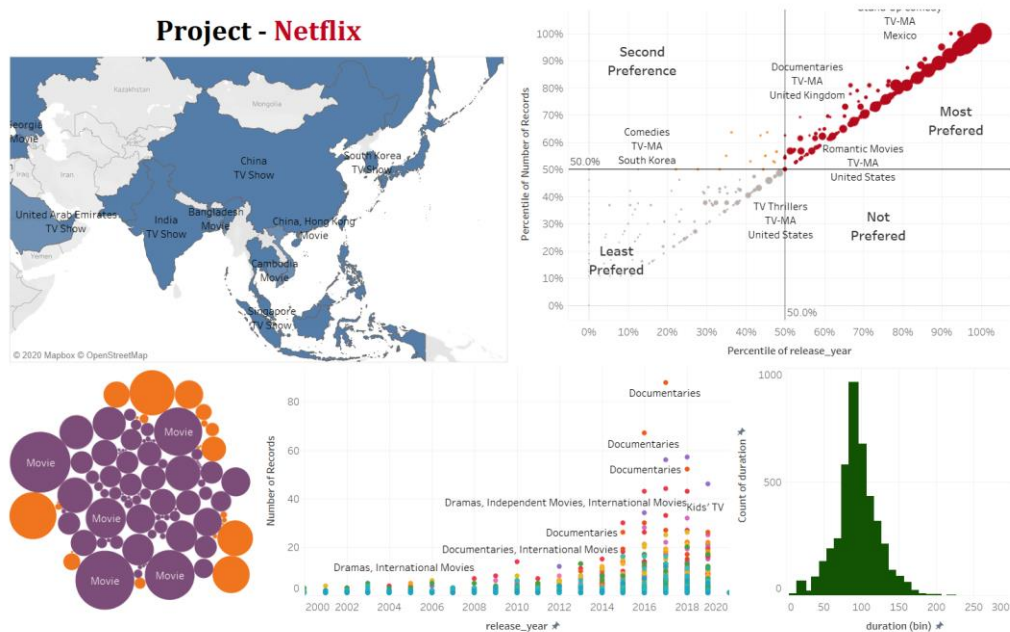 Project - Netflix
Kazakhstan
Mongolia
Georgia
Movie
Iraq
Iran
China
TV Show
South Korea
TV Show
United Arab Emirates
TV Show
India
TV Show
Bangladesh
Movie
China, Hong Kong
Movie
Yemen
Cambodia
Movie
Singapore
TV Show
© 2020 Mapbox © OpenStreetMap
Percentile of Number of Records
100%
90%
80%
70%
60%
50%
40%
30%
20%
10%
0%
Stand-Up Comedy
TV-MA
Mexico
Second
Preference
Documentaries
TV-MA
United Kingdom
Most
Prefered
Comedies
TV-MA
South Korea
50.0%
Romantic Movies
TV-MA
United States
TV Thrillers
TV-MA
United States
Not
Prefered
Least
Prefered
50.0%
0% 10% 20% 30% 40% 50% 60% 70% 80% 90% 100%
Percentile of release_year
Movie
Movie
Movie
Movie
Movie
Number of Records
80
60
40
20
0
Documentaries
Documentaries
Documentaries
Dramas, Independent Movies, International Movies
Kids' TV
Documentaries
Documentaries, International Movies
Dramas, International Movies
2000 2002 2004 2006 2008 2010 2012 2014 2016 2018 2020
release_year
Count of duration
1000
500
0
0 50 100 150 200 250 300
duration (bin)